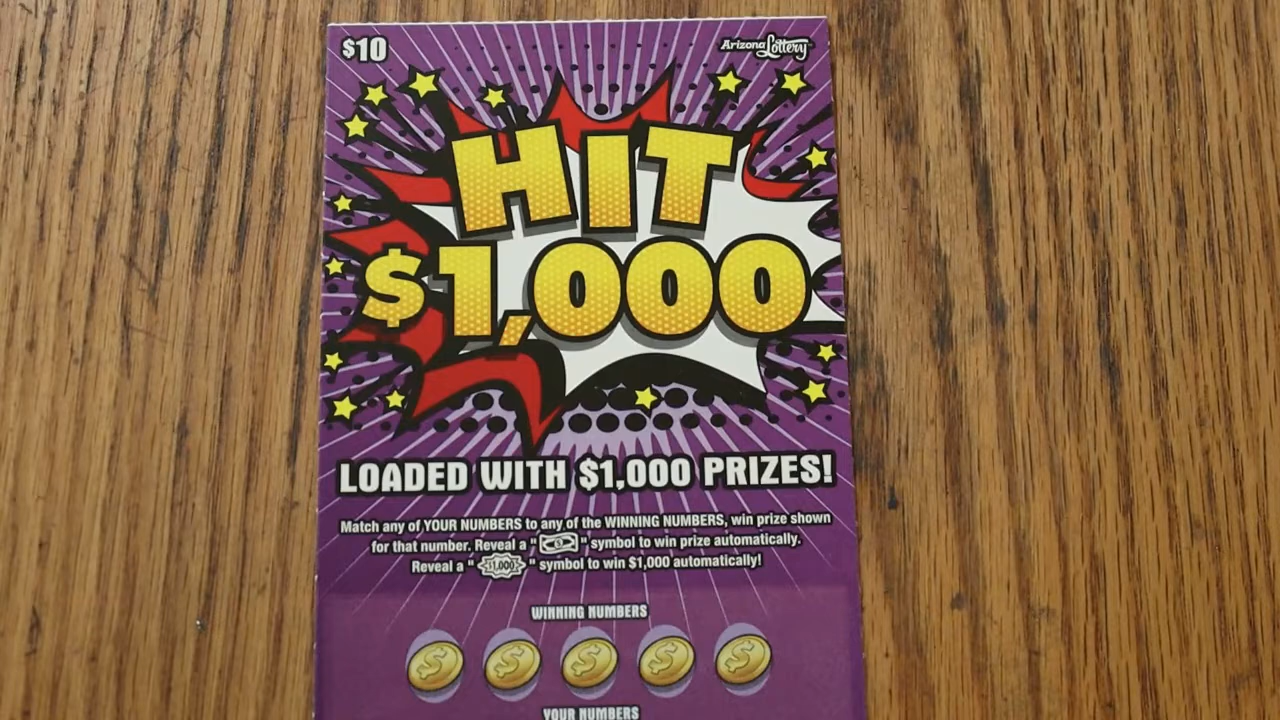 $10
Arizona Lottery
HIT
$1,000
LOADED WITH $1,000 PRIZES!
Match any of YOUR NUMBERS to any of the WINNING NUMBERS, win prize shown
for that number. Reveal a " " symbol to win prize automatically.
Reveal a " $1,000 " symbol to win $1,000 automatically!
WINNING NUMBERS
$ $ $ $ $
YOUR NUMBERS